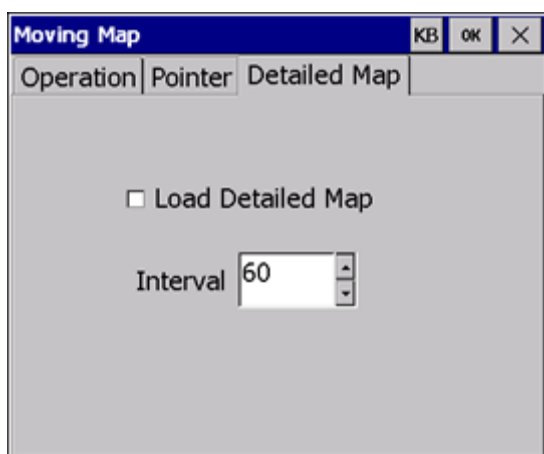 Moving Map KB OK ×
Operation Pointer Detailed Map
Load Detailed Map
Interval 60